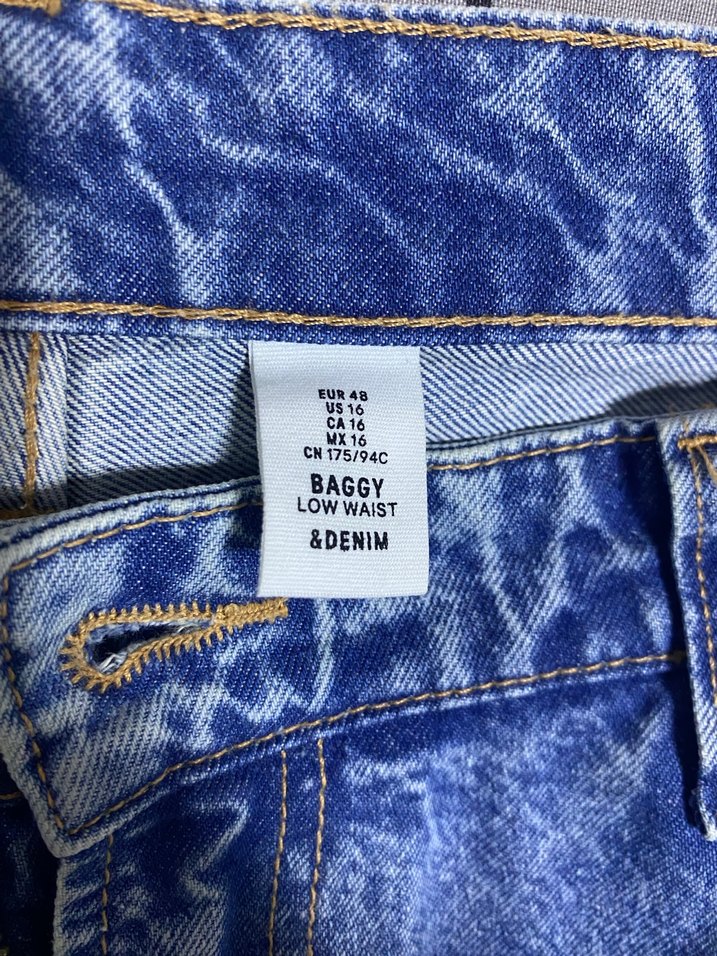 EUR 48
US 16
CA 16
MX 16
CN 175/94C
BAGGY
LOW WAIST
&DENIM